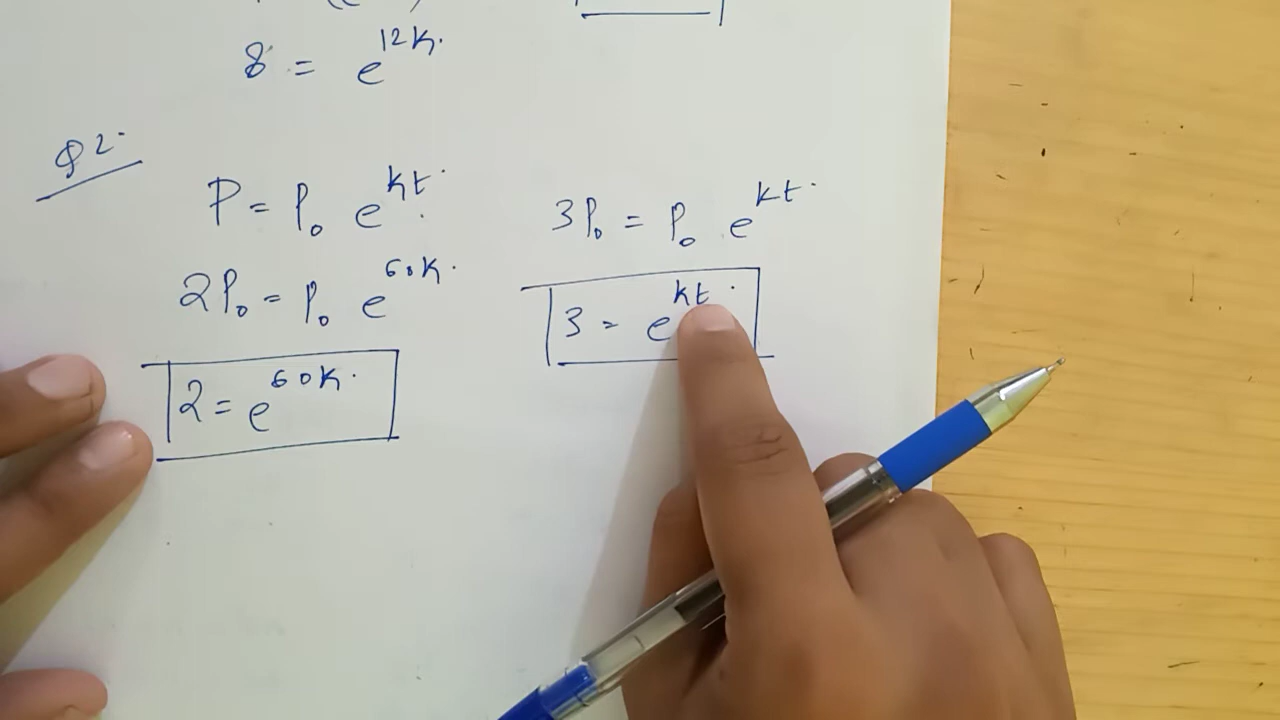 8 = e^{12K}.
Q2.
P = P₀ e^{kt}.
2P₀ = P₀ e^{60K}.
2 = e^{60K}.
3P₀ = P₀ e^{kt}.
3 = e^{kt}.